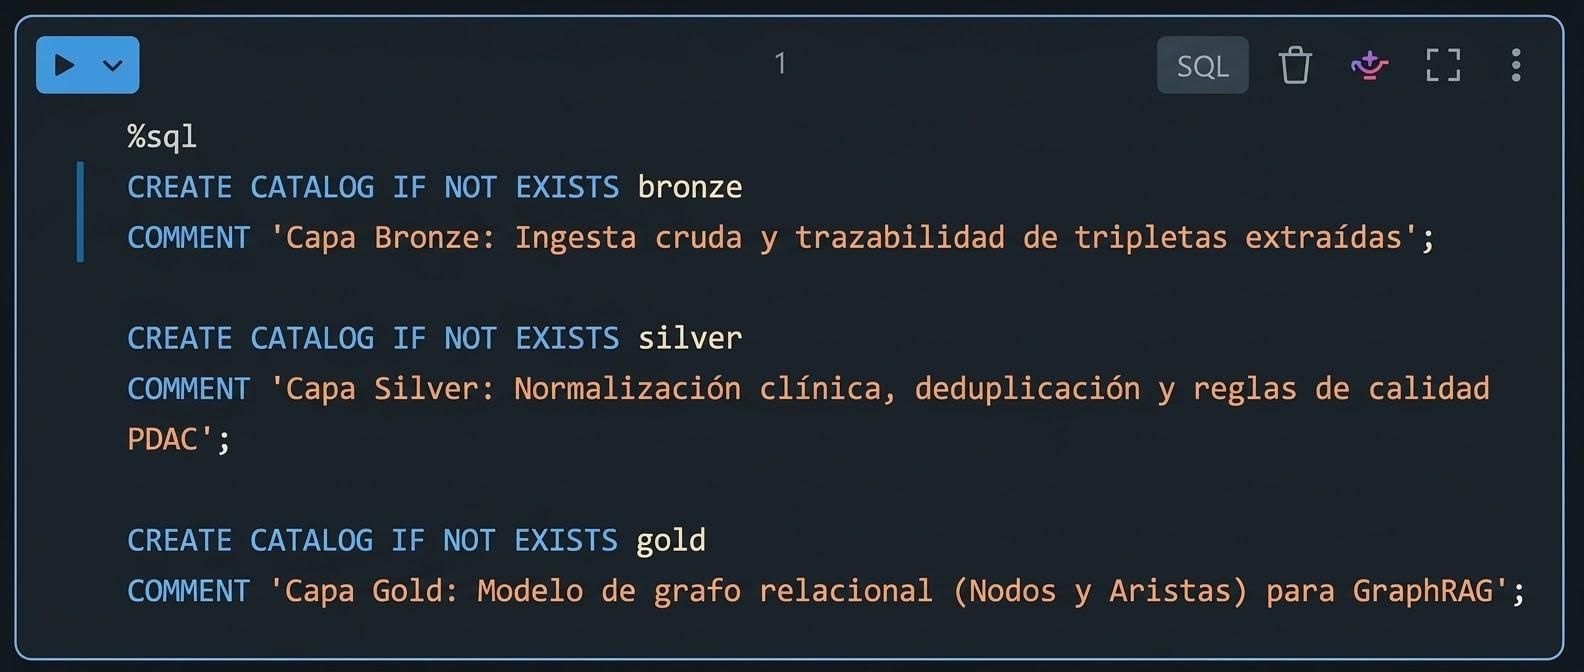 1
SQL
%sql
CREATE CATALOG IF NOT EXISTS bronze
COMMENT 'Capa Bronze: Ingesta cruda y trazabilidad de tripletas extraídas';
CREATE CATALOG IF NOT EXISTS silver
COMMENT 'Capa Silver: Normalización clínica, deduplicación y reglas de calidad
PDAC';
CREATE CATALOG IF NOT EXISTS gold
COMMENT 'Capa Gold: Modelo de grafo relacional (Nodos y Aristas) para GraphRAG';